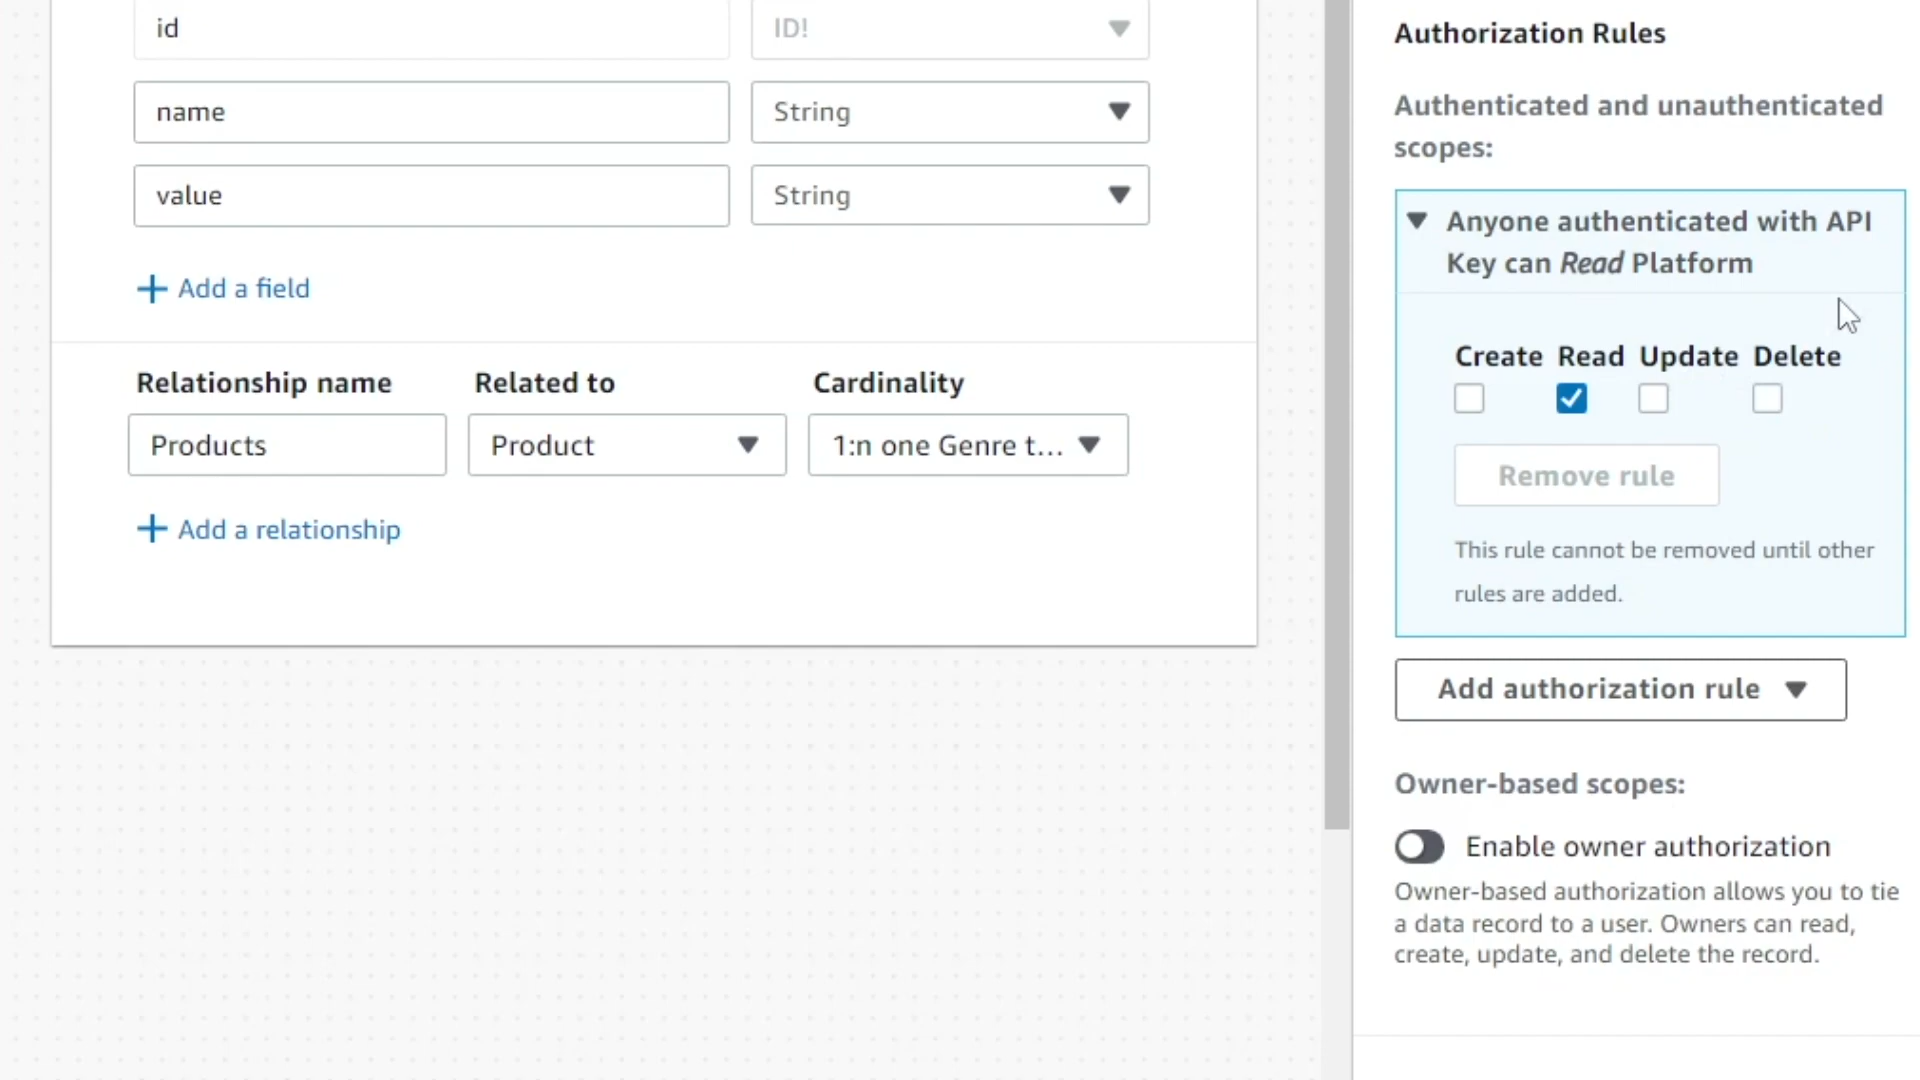 id
ID!
name
String
value
String
Add a field
Relationship name
Related to
Cardinality
Products
Product
1:n one Genre t...
Add a relationship
Authorization Rules
Authenticated and unauthenticated
scopes:
Anyone authenticated with API
Key can Read Platform
Create Read Update Delete
Remove rule
This rule cannot be removed until other
rules are added.
Add authorization rule
Owner-based scopes:
Enable owner authorization
Owner-based authorization allows you to tie
a data record to a user. Owners can read,
create, update, and delete the record.